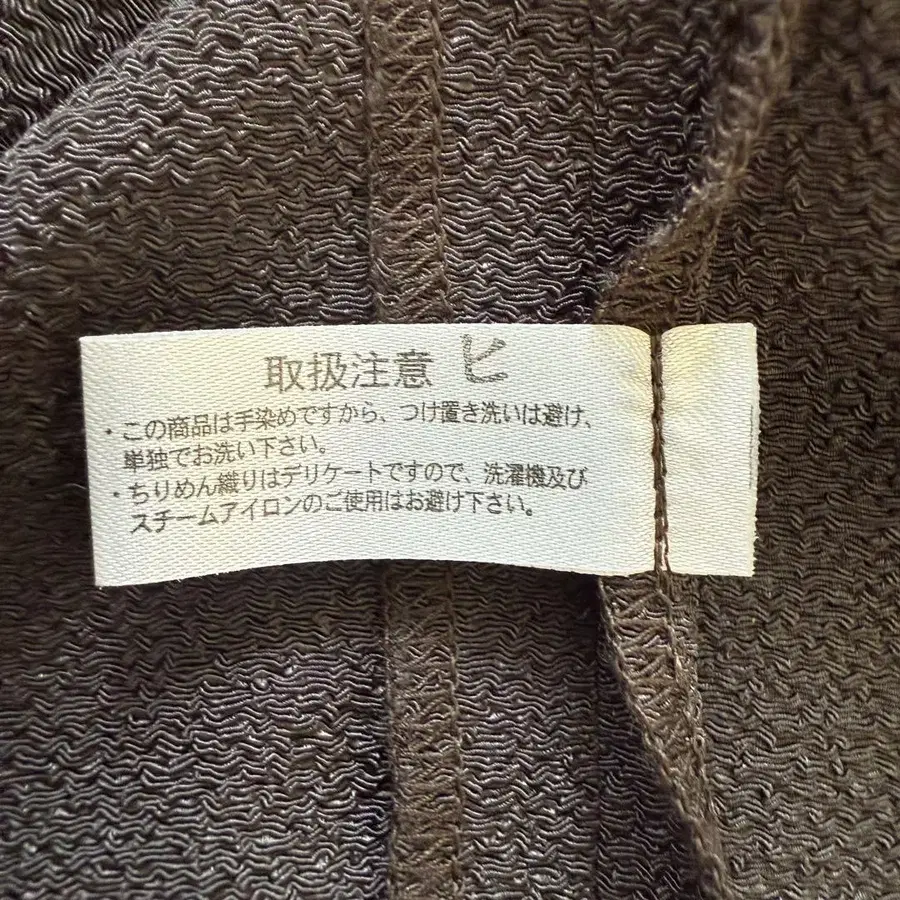 取扱注意 ヒ
・この商品は手染めですから、つけ置き洗いは避け、
単独でお洗い下さい。
・ちりめん織りはデリケートですので、洗濯機及び
スチームアイロンのご使用はお避け下さい。